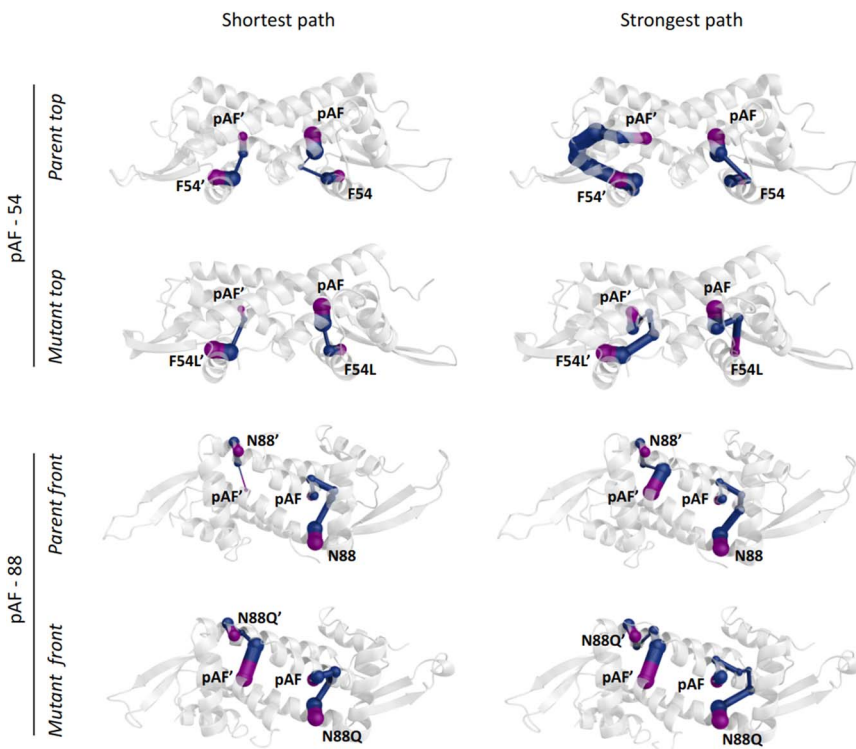 Shortest path
Strongest path
pAF - 54
Parent top
pAF'
pAF
F54'
F54
pAF'
pAF
F54'
F54
Mutant top
pAF'
pAF
F54L'
F54L
pAF'
pAF
F54L'
F54L
pAF - 88
Parent front
N88'
pAF'
pAF
N88
N88'
pAF'
pAF
N88
Mutant front
N88Q'
pAF'
pAF
N88Q
N88Q'
pAF'
pAF
N88Q